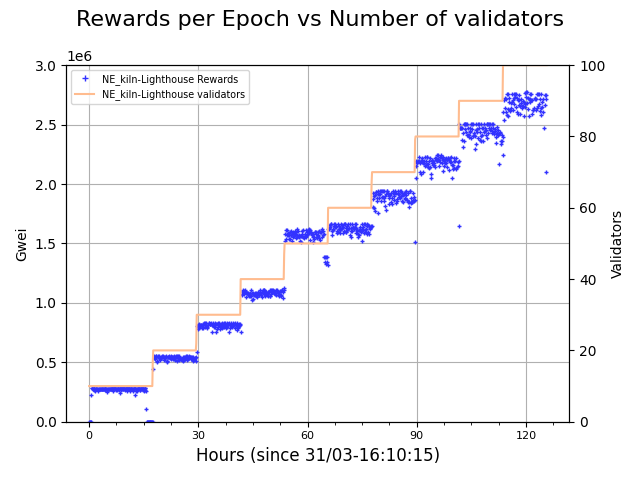 Rewards per Epoch vs Number of validators
1e6
NE_kiln-Lighthouse Rewards
NE_kiln-Lighthouse validators
3.0
2.5
2.0
1.5
1.0
0.5
0.0
Gwei
100
80
60
40
20
0
Validators
0 30 60 90 120
Hours (since 31/03-16:10:15)